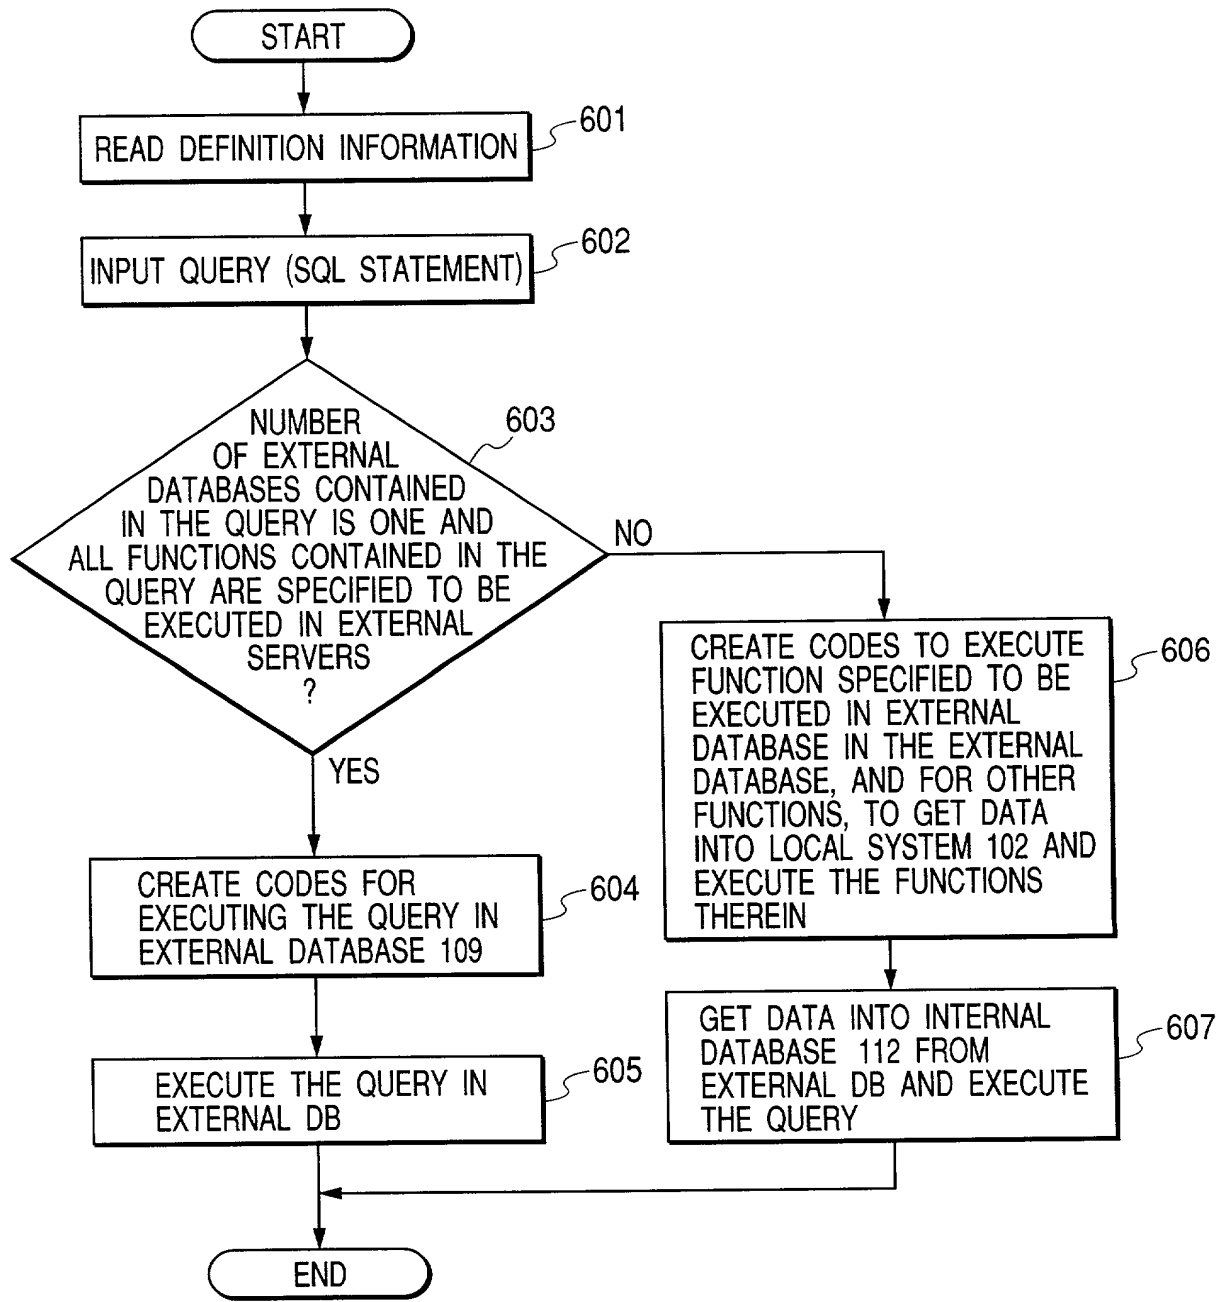 START
READ DEFINITION INFORMATION
601
INPUT QUERY (SQL STATEMENT)
602
NUMBER
OF EXTERNAL
DATABASES CONTAINED
IN THE QUERY IS ONE AND
ALL FUNCTIONS CONTAINED IN THE
QUERY ARE SPECIFIED TO BE
EXECUTED IN EXTERNAL
SERVERS
?
603
NO
YES
CREATE CODES FOR
EXECUTING THE QUERY IN
EXTERNAL DATABASE 109
604
EXECUTE THE QUERY IN
EXTERNAL DB
605
CREATE CODES TO EXECUTE
FUNCTION SPECIFIED TO BE
EXECUTED IN EXTERNAL
DATABASE IN THE EXTERNAL
DATABASE, AND FOR OTHER
FUNCTIONS, TO GET DATA
INTO LOCAL SYSTEM 102 AND
EXECUTE THE FUNCTIONS
THEREIN
606
GET DATA INTO INTERNAL
DATABASE 112 FROM
EXTERNAL DB AND EXECUTE
THE QUERY
607
END